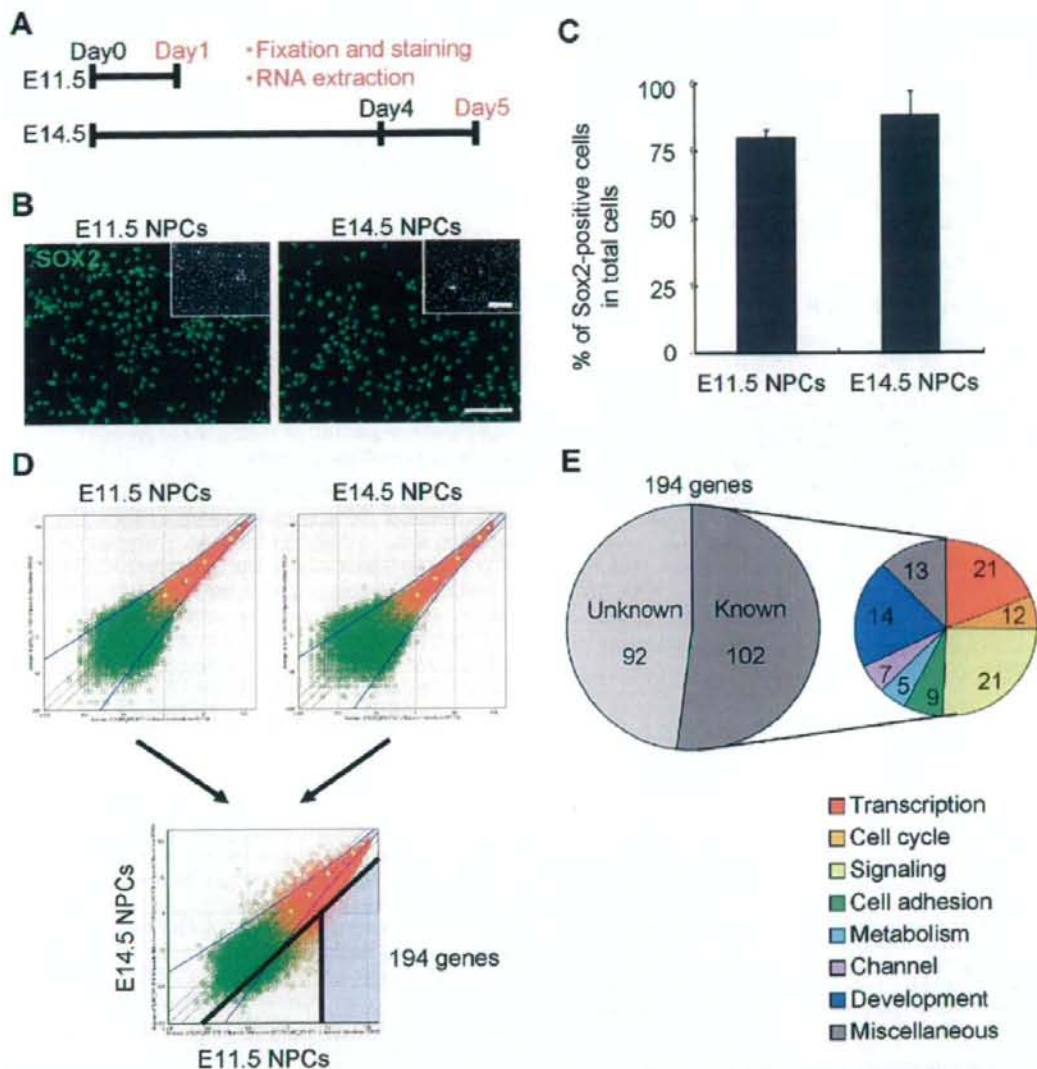 A
Day0 Day1
E11.5
• Fixation and staining
• RNA extraction
Day4 Day5
E14.5
B
E11.5 NPCs
E14.5 NPCs
SOX2
C
% of Sox2-positive cells
in total cells
100
75
50
25
0
E11.5 NPCs
E14.5 NPCs
D
E11.5 NPCs
E14.5 NPCs
E14.5 NPCs
194 genes
E11.5 NPCs
E
194 genes
Unknown
92
Known
102
13
21
12
21
9
5
7
14
Transcription
Cell cycle
Signaling
Cell adhesion
Metabolism
Channel
Development
Miscellaneous